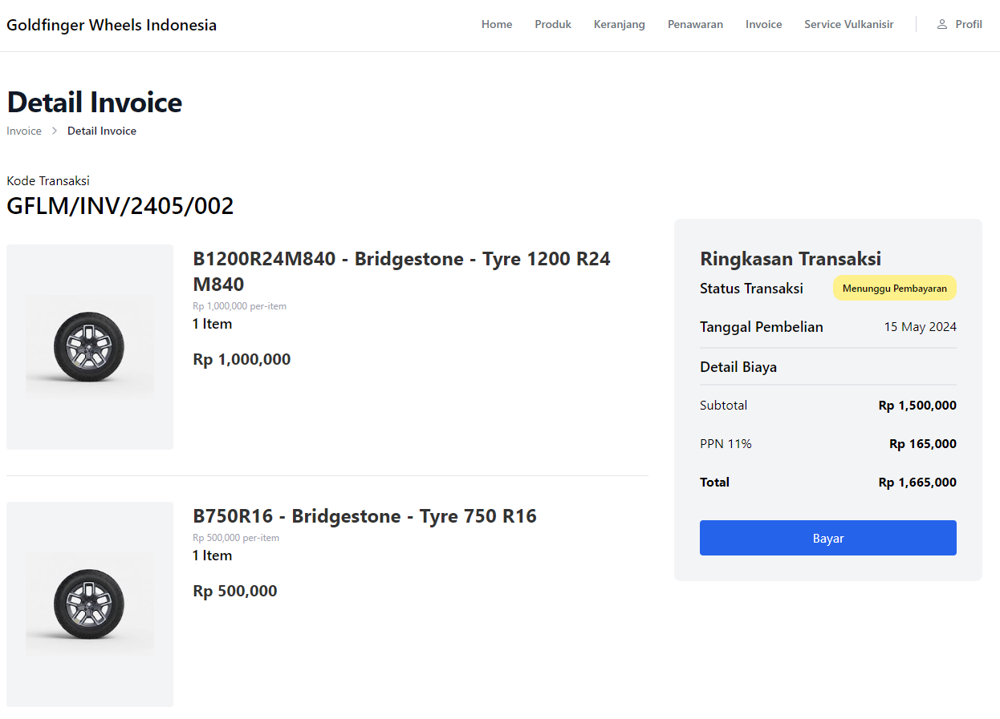 Goldfinger Wheels Indonesia
Home
Produk
Keranjang
Penawaran
Invoice
Service Vulkanisir
Profil
Detail Invoice
Invoice
Detail Invoice
Kode Transaksi
GFLM/INV/2405/002
B1200R24M840 - Bridgestone - Tyre 1200 R24
M840
Rp 1,000,000 per-item
1 Item
Rp 1,000,000
B750R16 - Bridgestone - Tyre 750 R16
Rp 500,000 per-item
1 Item
Rp 500,000
Ringkasan Transaksi
Status Transaksi
Menunggu Pembayaran
Tanggal Pembelian
15 May 2024
Detail Biaya
Subtotal
Rp 1,500,000
PPN 11%
Rp 165,000
Total
Rp 1,665,000
Bayar